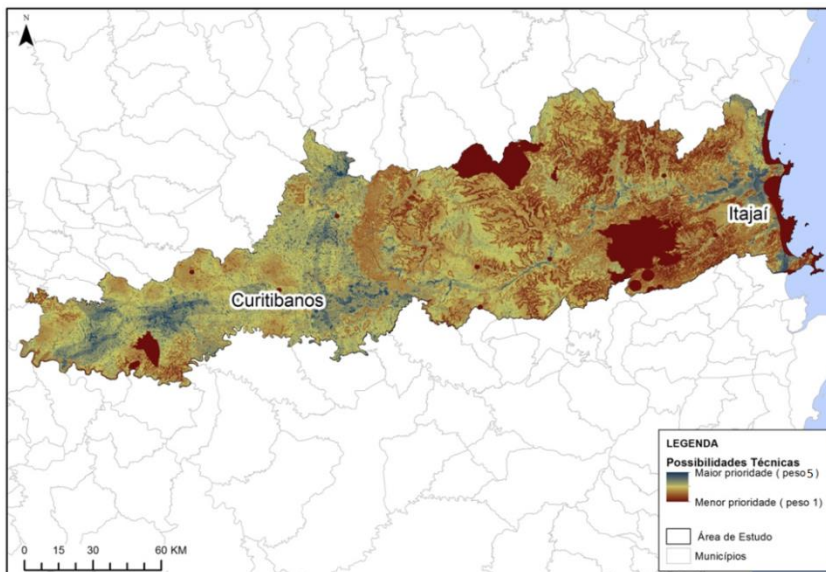 N
Itajaí
Curitibanos
LEGENDA
Possibilidades Técnicas
Maior prioridade ( peso5 )
Menor prioridade ( peso 1)
Área de Estudo
Municípios
0 15 30 60 KM